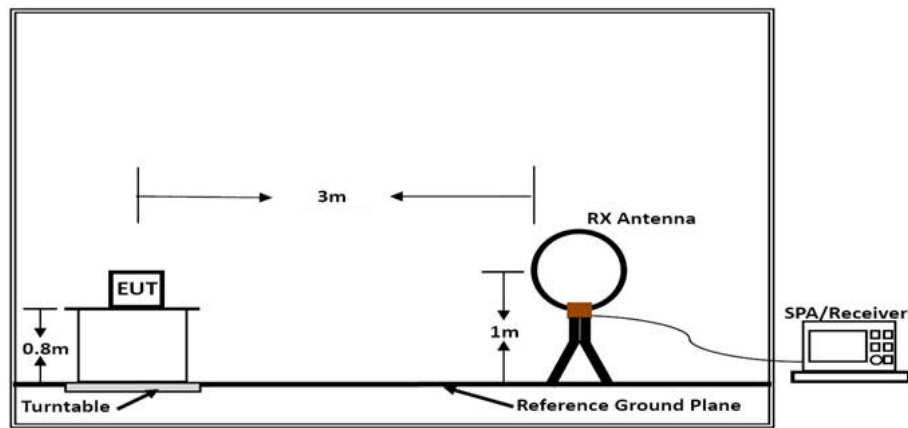 3m
RX Antenna
EUT
SPA/Receiver
1m
0.8m
Turntable
Reference Ground Plane